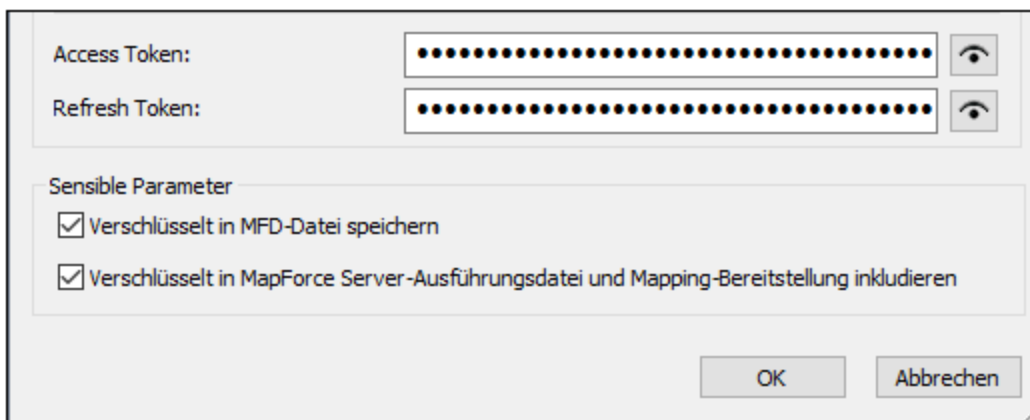 Access Token:
••••••••••••••••••••••••••••••••••••••
Refresh Token:
••••••••••••••••••••••••••••••••••••••
Sensible Parameter
Verschlüsselt in MFD-Datei speichern
Verschlüsselt in MapForce Server-Ausführungsdatei und Mapping-Bereitstellung inkludieren
OK Abbrechen